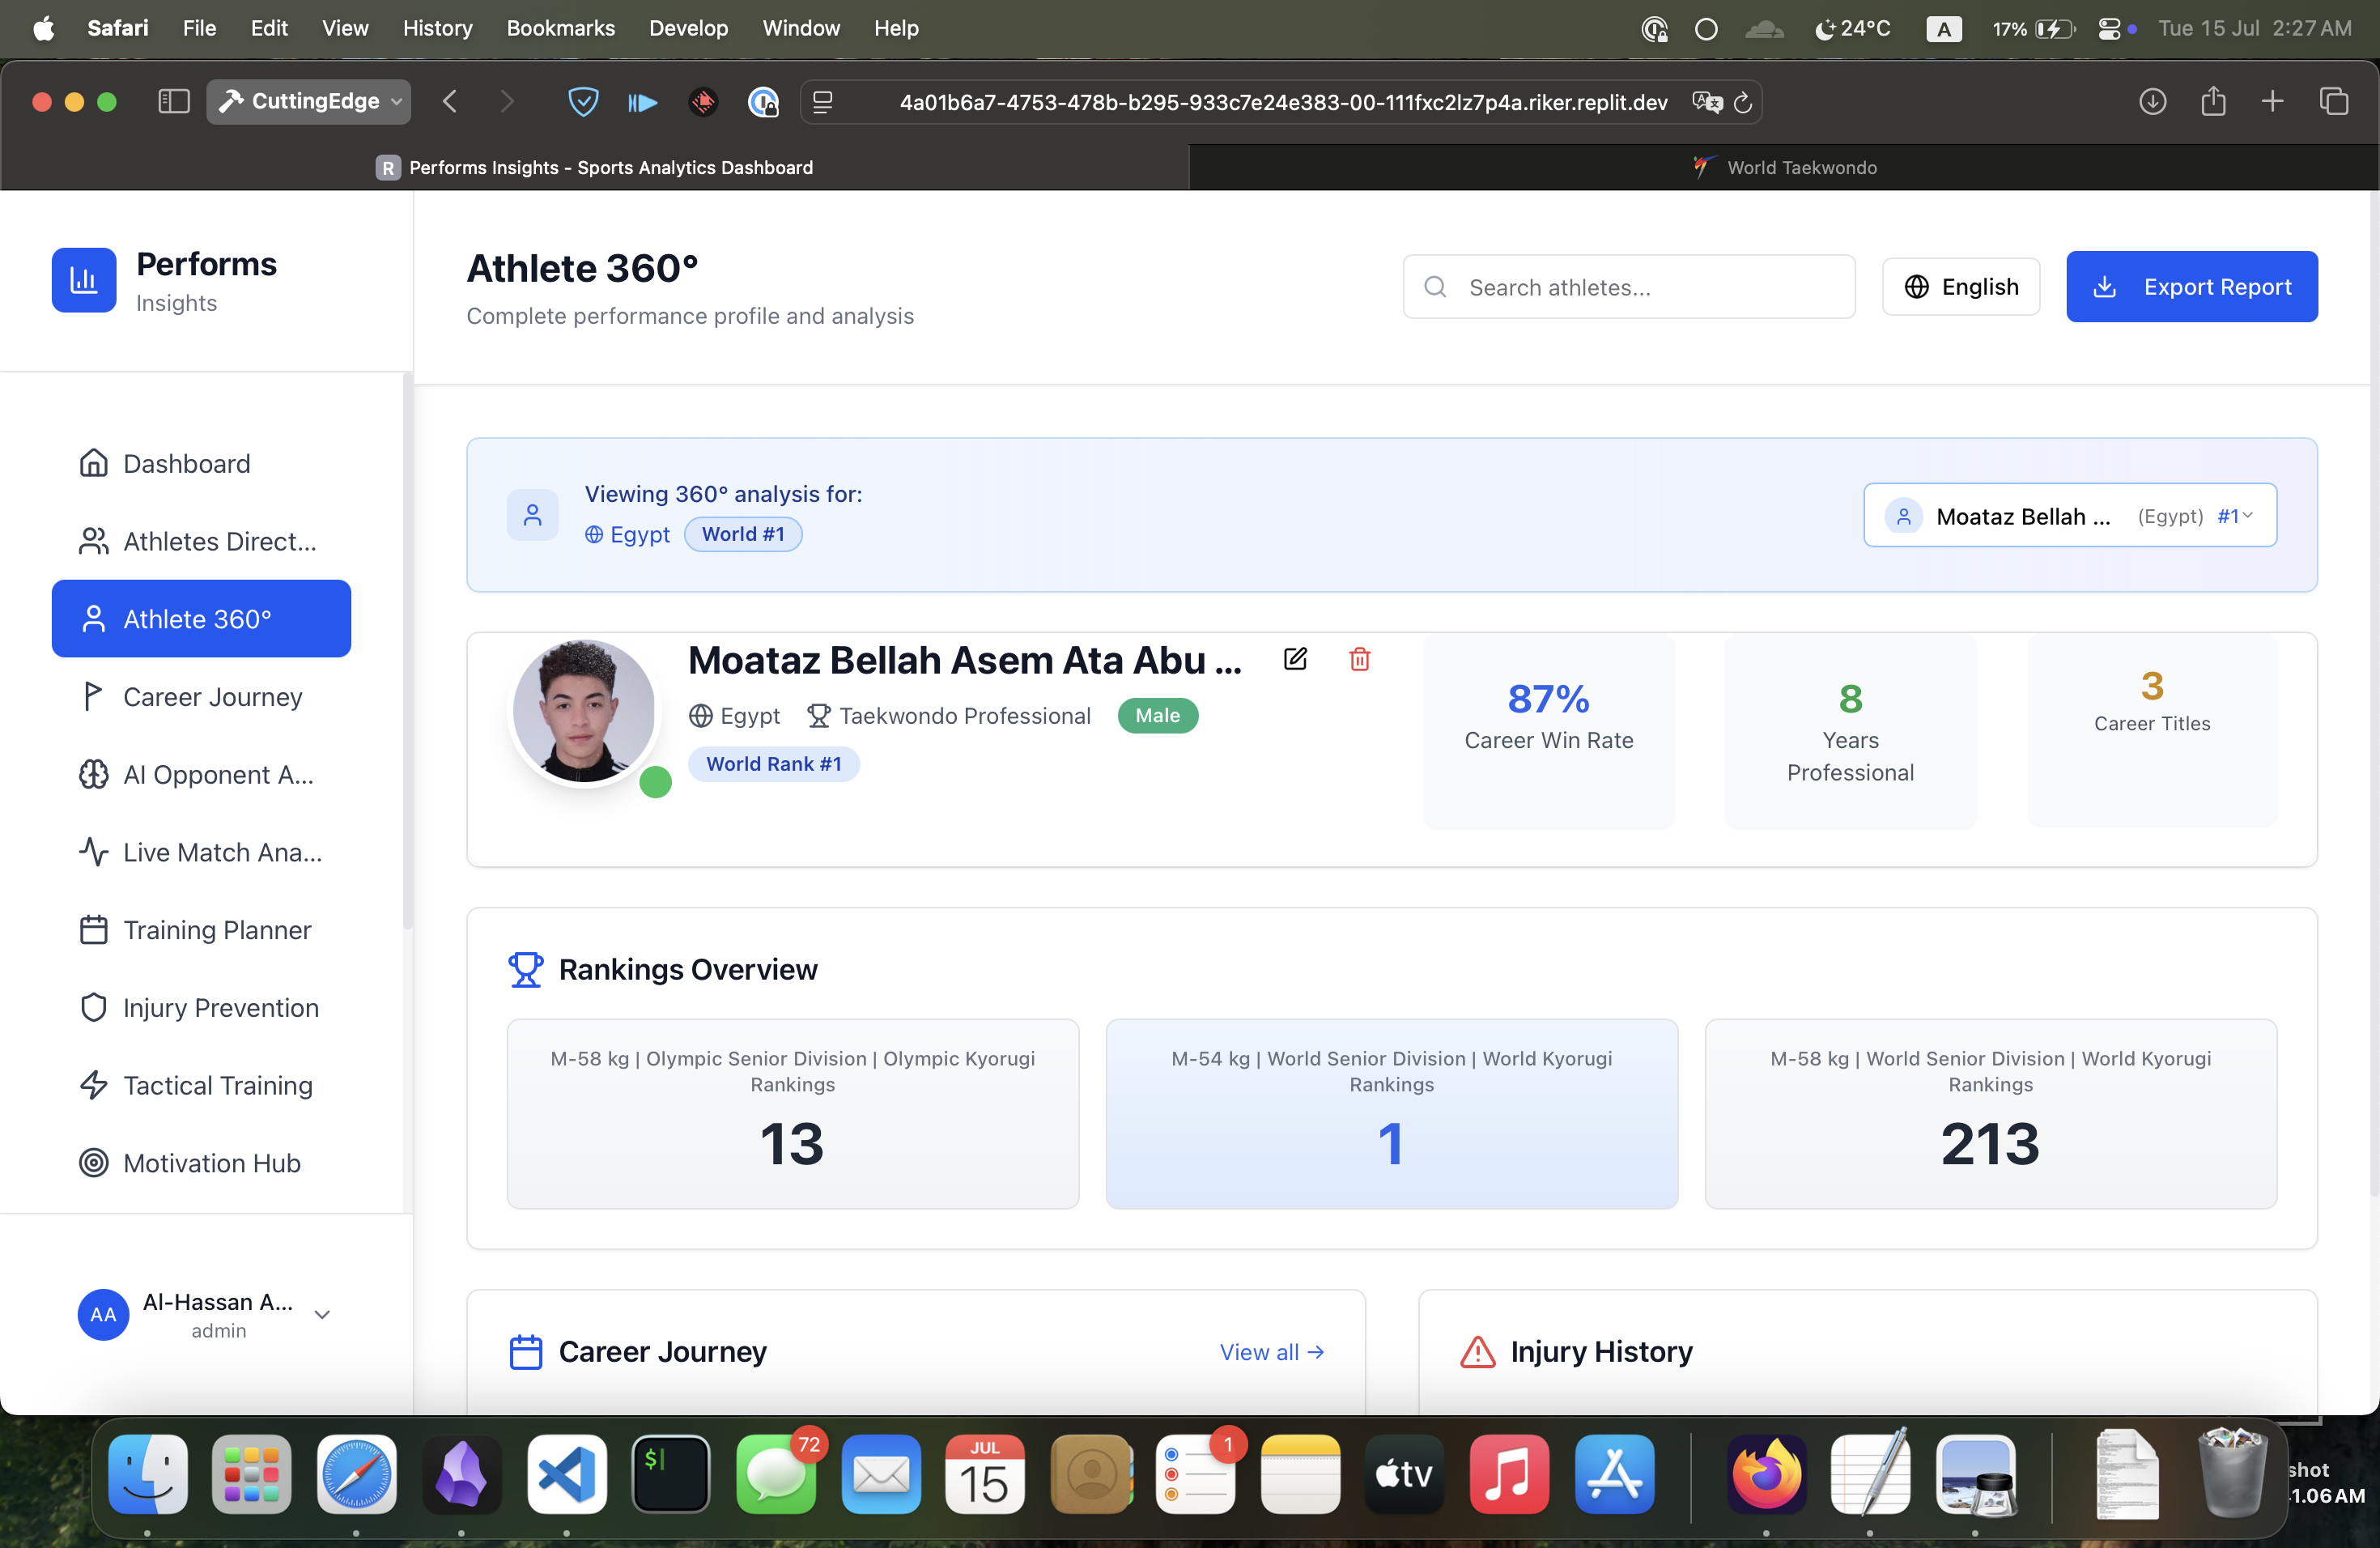 Safari File Edit View History Bookmarks Develop Window Help
24°C A 17% Tue 15 Jul 2:27 AM
CuttingEdge
4a01b6a7-4753-478b-b295-933c7e24e383-00-111fxc2lz7p4a.riker.replit.dev
R Performs Insights - Sports Analytics Dashboard
World Taekwondo
Performs
Insights
Dashboard
Athletes Direct...
Athlete 360°
Career Journey
AI Opponent A...
Live Match Ana...
Training Planner
Injury Prevention
Tactical Training
Motivation Hub
AA
Al-Hassan A...
admin
Athlete 360°
Complete performance profile and analysis
Search athletes...
English
Export Report
Viewing 360° analysis for:
Egypt World #1
Moataz Bellah ... (Egypt) #1
Moataz Bellah Asem Ata Abu ...
Egypt Taekwondo Professional Male
World Rank #1
87%
Career Win Rate
8
Years
Professional
3
Career Titles
Rankings Overview
M-58 kg | Olympic Senior Division | Olympic Kyorugi
Rankings
13
M-54 kg | World Senior Division | World Kyorugi
Rankings
1
M-58 kg | World Senior Division | World Kyorugi
Rankings
213
Career Journey
View all →
Injury History
$
72
JUL
15
1
tv
shot
1.06 AM